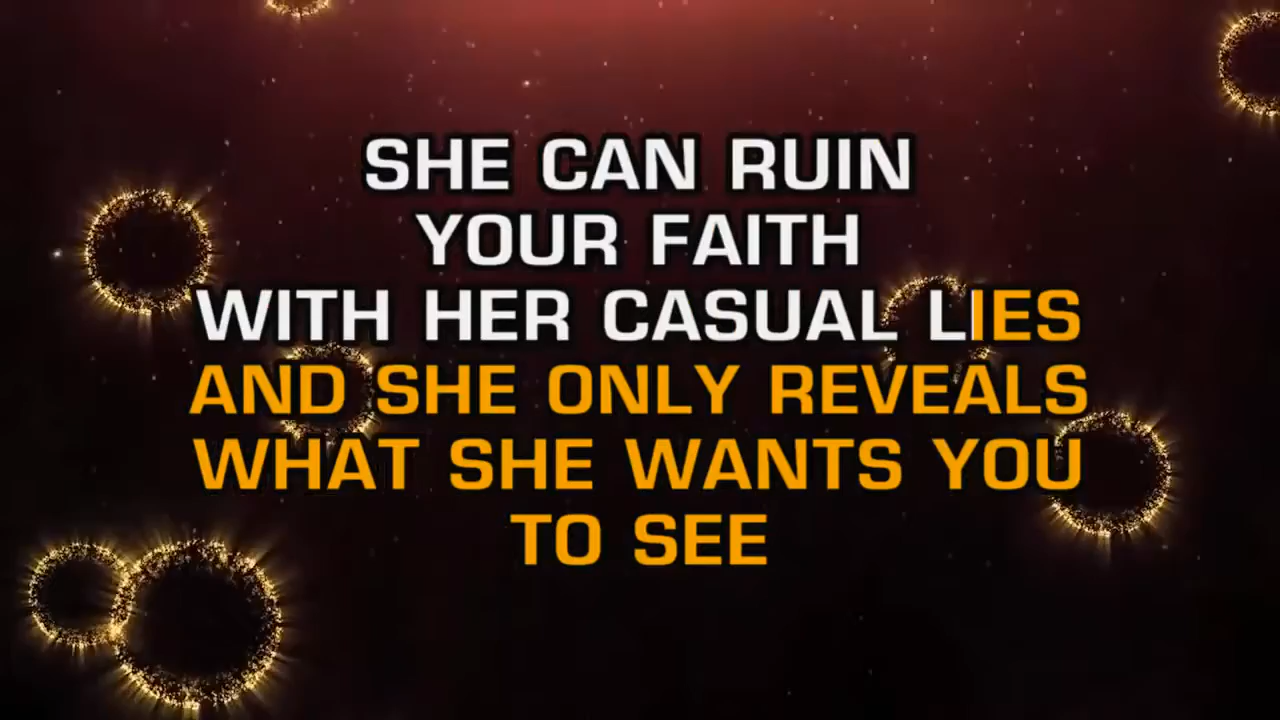 SHE CAN RUIN
YOUR FAITH
WITH HER CASUAL LIES
AND SHE ONLY REVEALS
WHAT SHE WANTS YOU
TO SEE